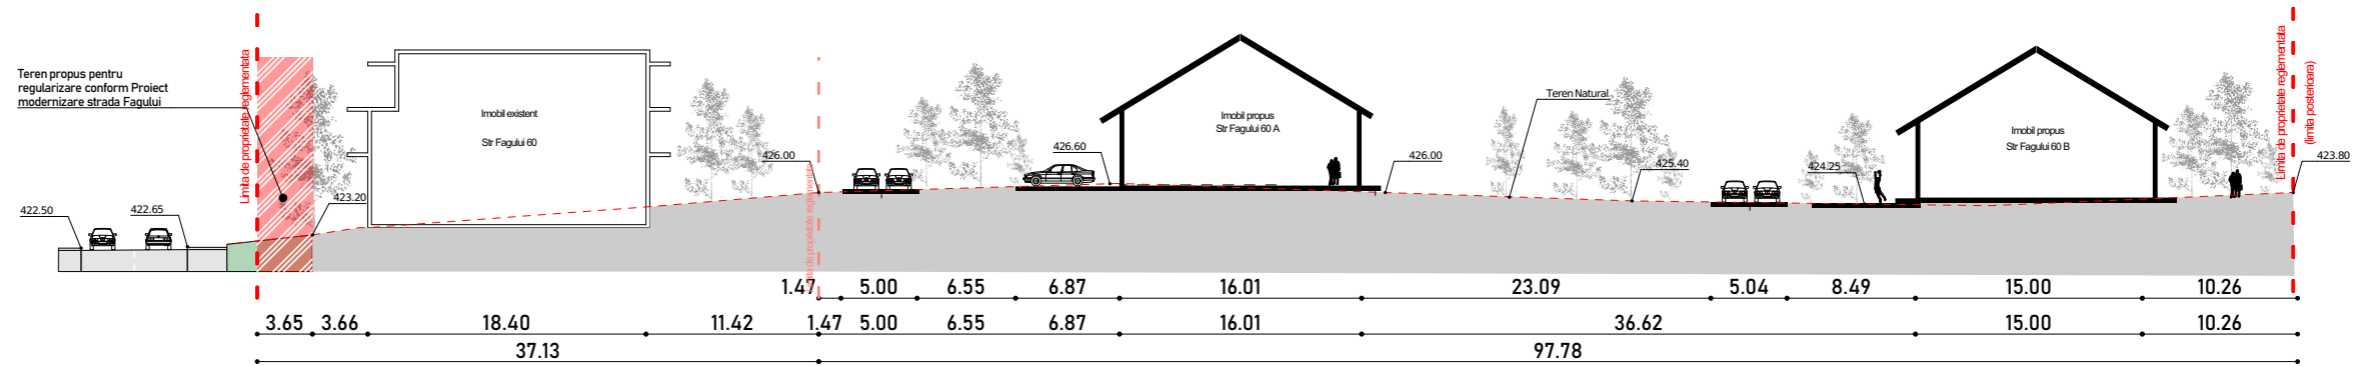 Teren propus pentru
regularizare conform Proiect
modernizare strada Fagului
Limita de proprietate reglementata
Imobil existent
Str Fagului 60
422.50
422.65
423.20
426.00
Limita de proprietate reglementata
426.60
Imobil propus
Str Fagului 60 A
426.00
Teren Natural
425.40
424.25
Imobil propus
Str Fagului 60 B
Limita de proprietate reglementata
(limita posterioara)
423.80
1.47 5.00 6.55 6.87 16.01 23.09 5.04 8.49 15.00 10.26
3.65 3.66 18.40 11.42 1.47 5.00 6.55 6.87 16.01 36.62 15.00 10.26
37.13 97.78